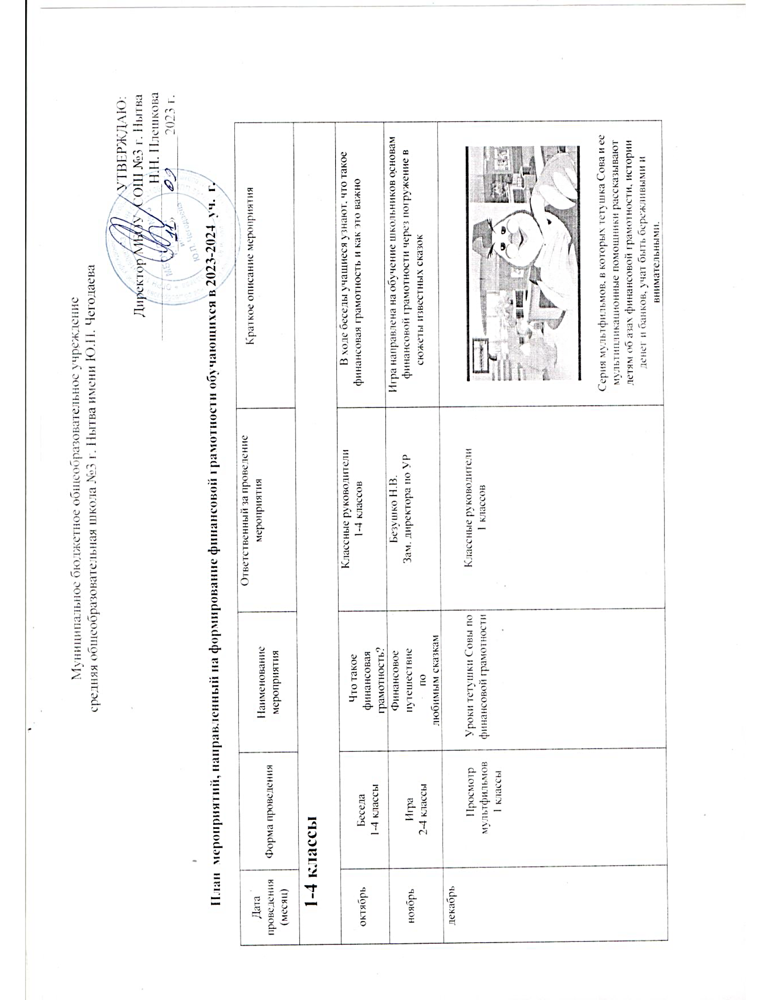 Муниципальное бюджетное общеобразовательное учреждение
средняя общеобразовательная школа №3 г. Нытва имени Ю.П. Чегодаева
УТВЕРЖДАЮ:
Директор МБОУ СОШ №3 г. Нытва
Н.Н. Плешкова
11» 09 2023 г.
Ю.П. Чегодаева
План мероприятий, направленный на формирование финансовой грамотности обучающихся в 2023-2024 уч. г.
Дата
проведения
(месяц)
Форма проведения
Наименование
мероприятия
Ответственный за проведение
мероприятия
Краткое описание мероприятия
1-4 классы
октябрь
Беседа
1-4 классы
Что такое
финансовая
грамотность?
Классные руководители
1-4 классов
В ходе беседы учащиеся узнают, что такое
финансовая грамотность и как это важно
ноябрь
Игра
2-4 классы
Финансовое
путешествие
по
любимым сказкам
Безушко Н.В.
Зам. директора по УР
Игра направлена на обучение школьников основам
финансовой грамотности через погружение в
сюжеты известных сказок
декабрь
Просмотр
мультфильмов
1 классы
Уроки тетушки Совы по
финансовой грамотности
Классные руководители
1 классов
Серия мультфильмов, в которых тетушка Сова и ее
мультипликационные помощники рассказывают
детям об азах финансовой грамотности, истории
денег и банков, учат быть бережливыми и
внимательными.